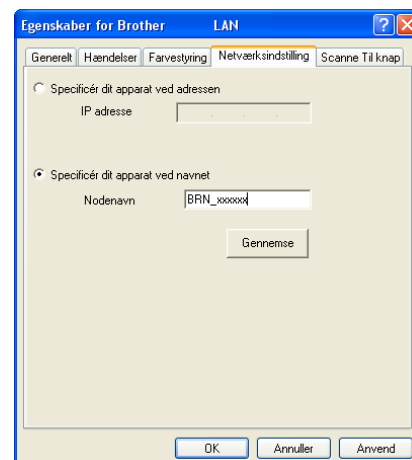 Egenskaber for Brother LAN
Generelt Hændelser Farvestyring Netværksindstilling Scanne Til knap
Specificér dit apparat ved adressen
IP adresse . . .
Specificér dit apparat ved navnet
Nodenavn BRN_xxxxxx
Gennemse
OK Annuller Anvend